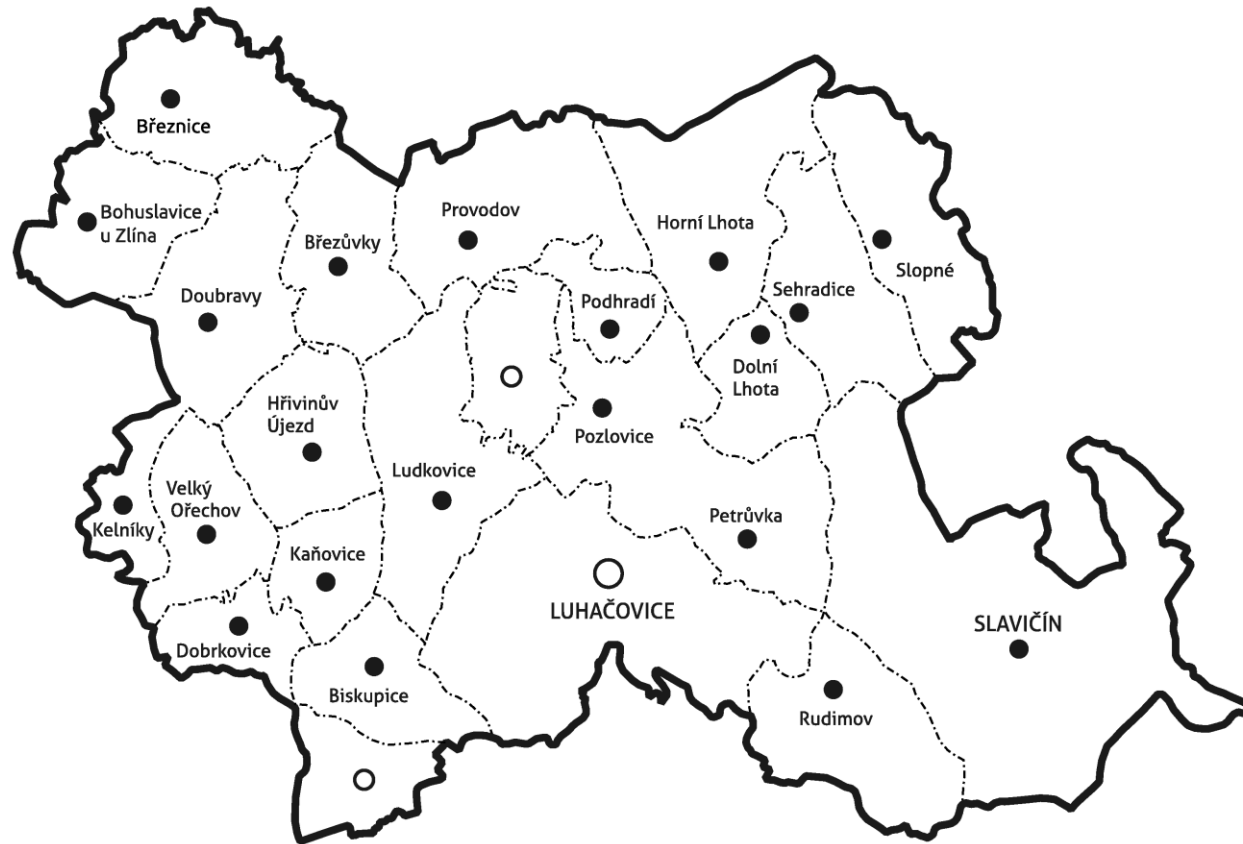 Březnice
Bohuslavice
u Zlína
Provodov
Horní Lhota
Březůvky
Slopné
Doubravy
Podhradí
Sehradice
Dolní
Lhota
Hřivinův
Újezd
Pozlovice
Ludkovice
Velký
Ořechov
Petrůvka
Kelníky
Kaňovice
LUHAČOVICE
SLAVIČÍN
Dobrkovice
Biskupice
Rudimov